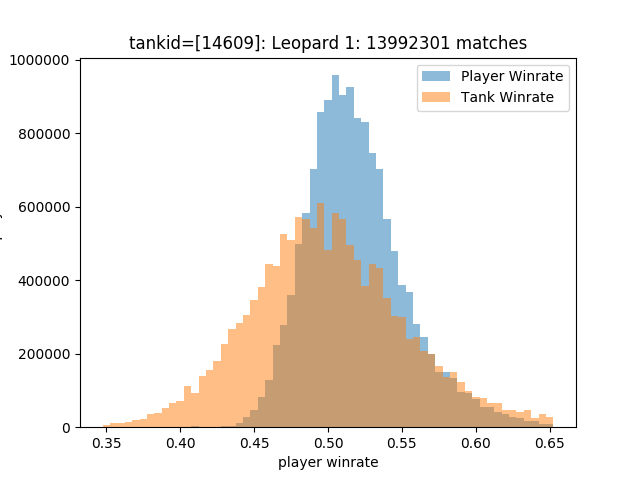 tankid=[14609]: Leopard 1: 13992301 matches
Player Winrate
Tank Winrate
1000000
800000
600000
400000
200000
0
0.35 0.40 0.45 0.50 0.55 0.60 0.65
player winrate